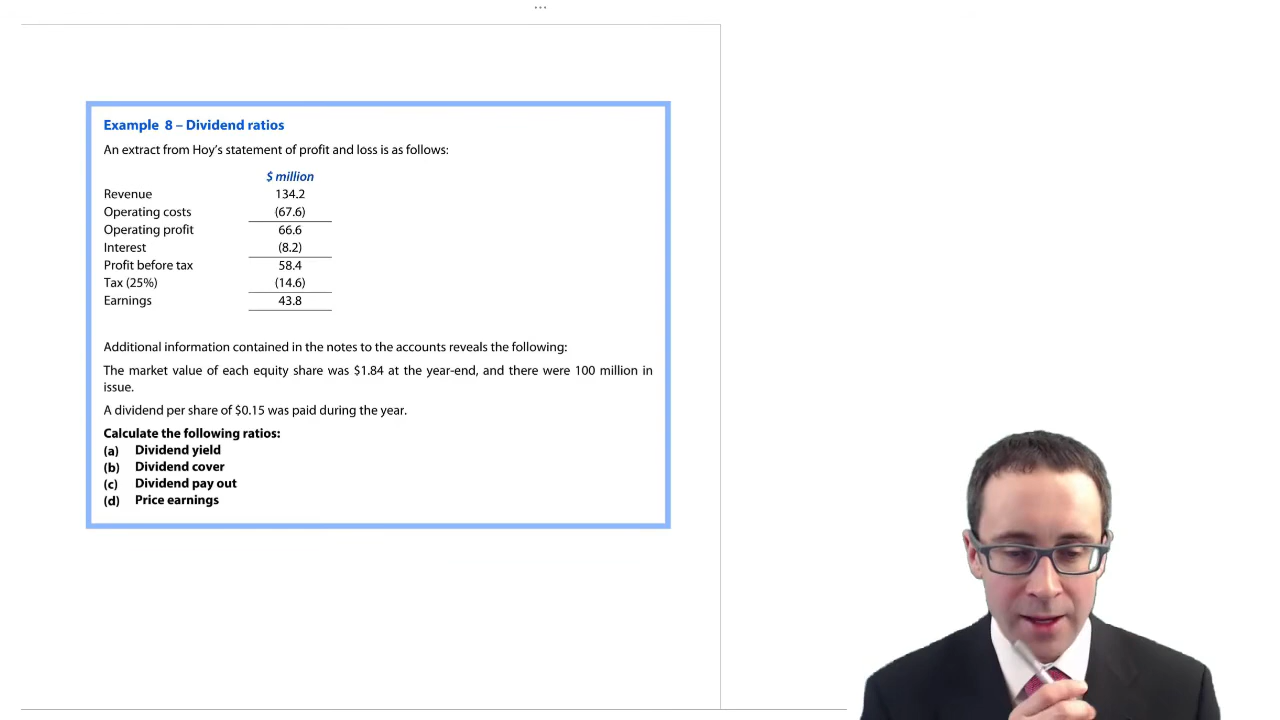 ...
Example 8 – Dividend ratios
An extract from Hoy's statement of profit and loss is as follows:
$ million
Revenue 134.2
Operating costs (67.6)
Operating profit 66.6
Interest (8.2)
Profit before tax 58.4
Tax (25%) (14.6)
Earnings 43.8
Additional information contained in the notes to the accounts reveals the following:
The market value of each equity share was $1.84 at the year-end, and there were 100 million in
issue.
A dividend per share of $0.15 was paid during the year.
Calculate the following ratios:
(a) Dividend yield
(b) Dividend cover
(c) Dividend pay out
(d) Price earnings